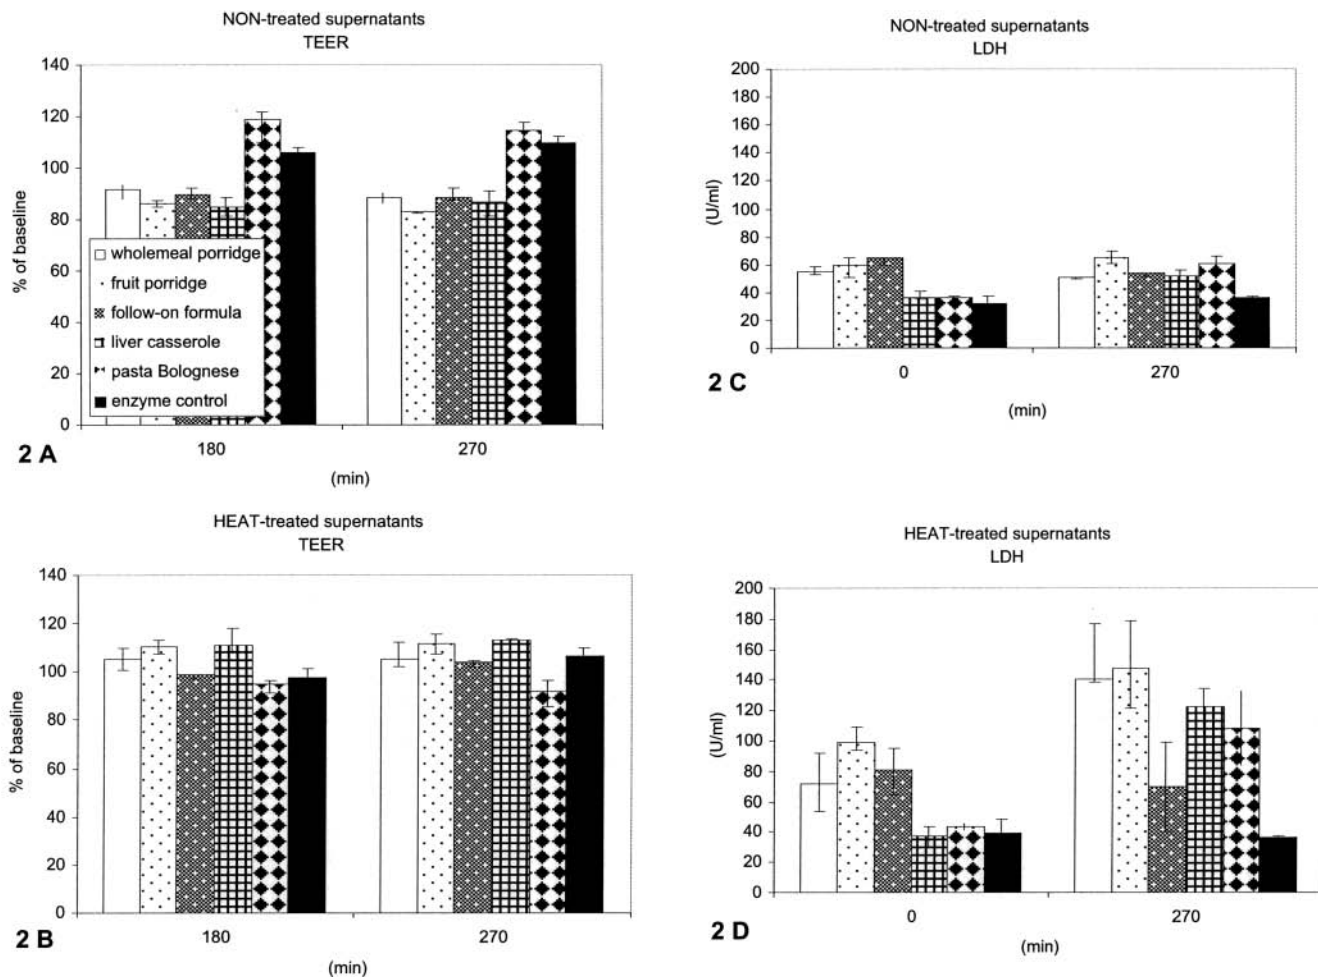 NON-treated supernatants
TEER
140
120
100
80
60
40
20
0
% of baseline
wholemeal porridge
fruit porridge
follow-on formula
liver casserole
pasta Bolognese
enzyme control
180
270
(min)
2 A
NON-treated supernatants
LDH
200
180
160
140
120
100
80
60
40
20
0
(U/ml)
0
270
(min)
2 C
HEAT-treated supernatants
TEER
140
120
100
80
60
40
20
0
% of baseline
180
270
(min)
2 B
HEAT-treated supernatants
LDH
200
180
160
140
120
100
80
60
40
20
0
(U/ml)
0
270
(min)
2 D